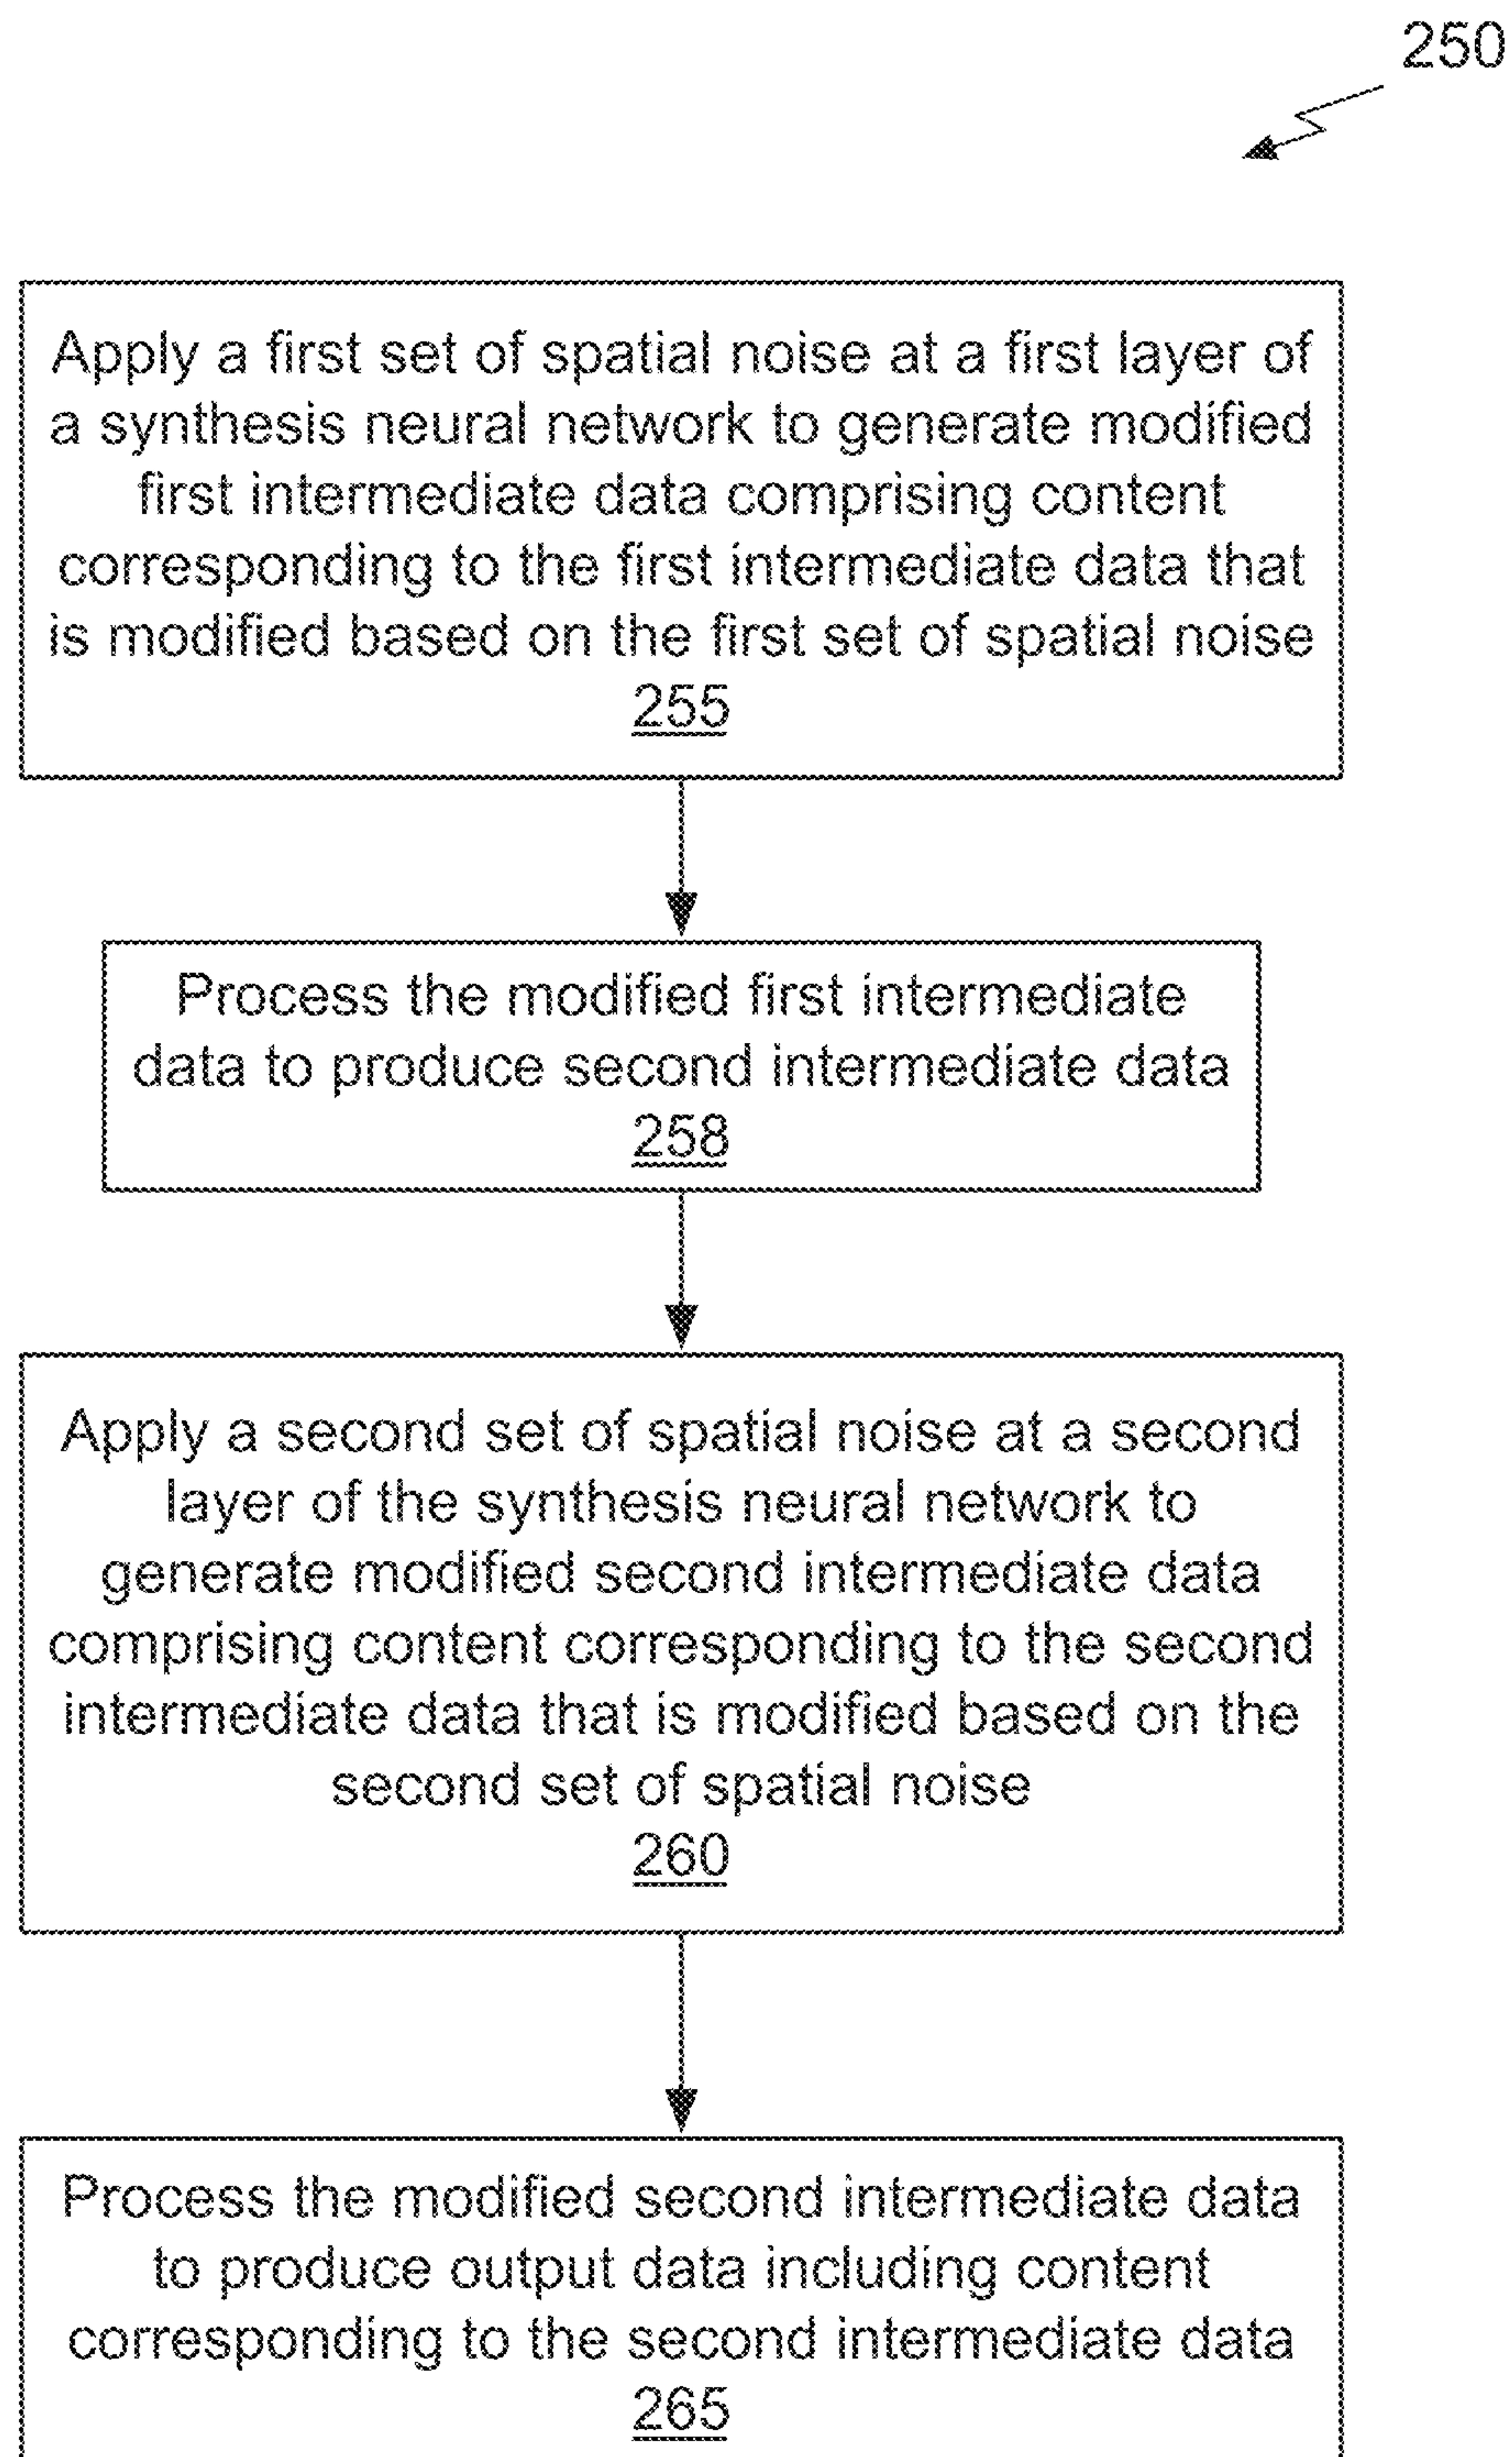 250
Apply a first set of spatial noise at a first layer of
a synthesis neural network to generate modified
first intermediate data comprising content
corresponding to the first intermediate data that
is modified based on the first set of spatial noise
255
Process the modified first intermediate
data to produce second intermediate data
258
Apply a second set of spatial noise at a second
layer of the synthesis neural network to
generate modified second intermediate data
comprising content corresponding to the second
intermediate data that is modified based on the
second set of spatial noise
260
Process the modified second intermediate data
to produce output data including content
corresponding to the second intermediate data
265